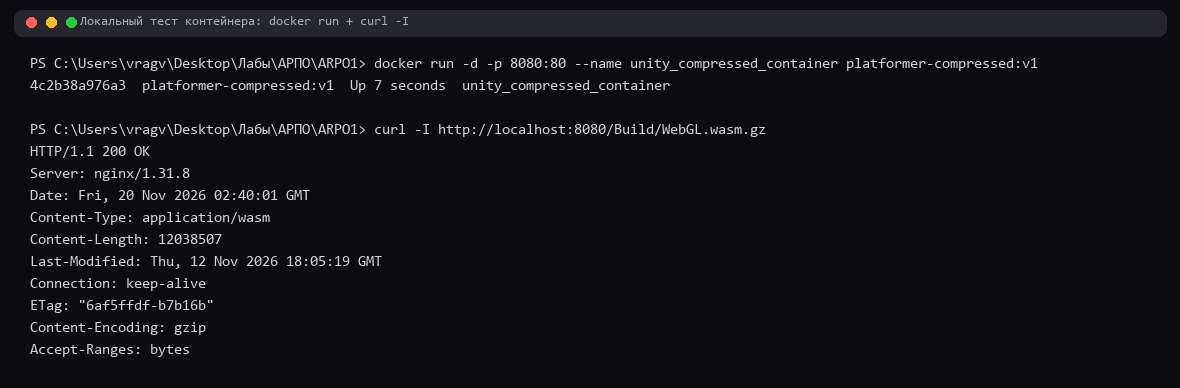 Локальный тест контейнера: docker run + curl -I
PS C:\Users\vragv\Desktop\Лабы\АРПО\ARPO1> docker run -d -p 8080:80 --name unity_compressed_container platformer-compressed:v1
4c2b38a976a3  platformer-compressed:v1  Up 7 seconds  unity_compressed_container
PS C:\Users\vragv\Desktop\Лабы\АРПО\ARPO1> curl -I http://localhost:8080/Build/WebGL.wasm.gz
HTTP/1.1 200 OK
Server: nginx/1.31.8
Date: Fri, 20 Nov 2026 02:40:01 GMT
Content-Type: application/wasm
Content-Length: 12038507
Last-Modified: Thu, 12 Nov 2026 18:05:19 GMT
Connection: keep-alive
ETag: "6af5ffdf-b7b16b"
Content-Encoding: gzip
Accept-Ranges: bytes